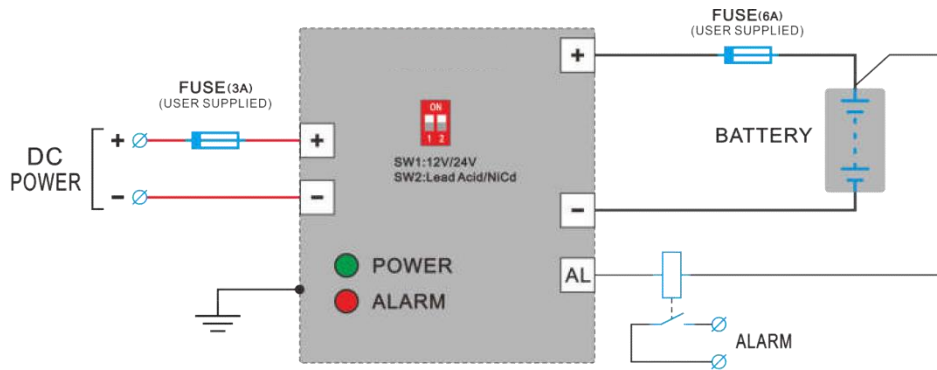 FUSE(6A)
(USER SUPPLIED)
FUSE(3A)
(USER SUPPLIED)
+
+
ON
1 2
BATTERY
DC
POWER
+
+
SW1:12V/24V
SW2:Lead Acid/NiCd
−
−
−
POWER
AL
ALARM
ALARM